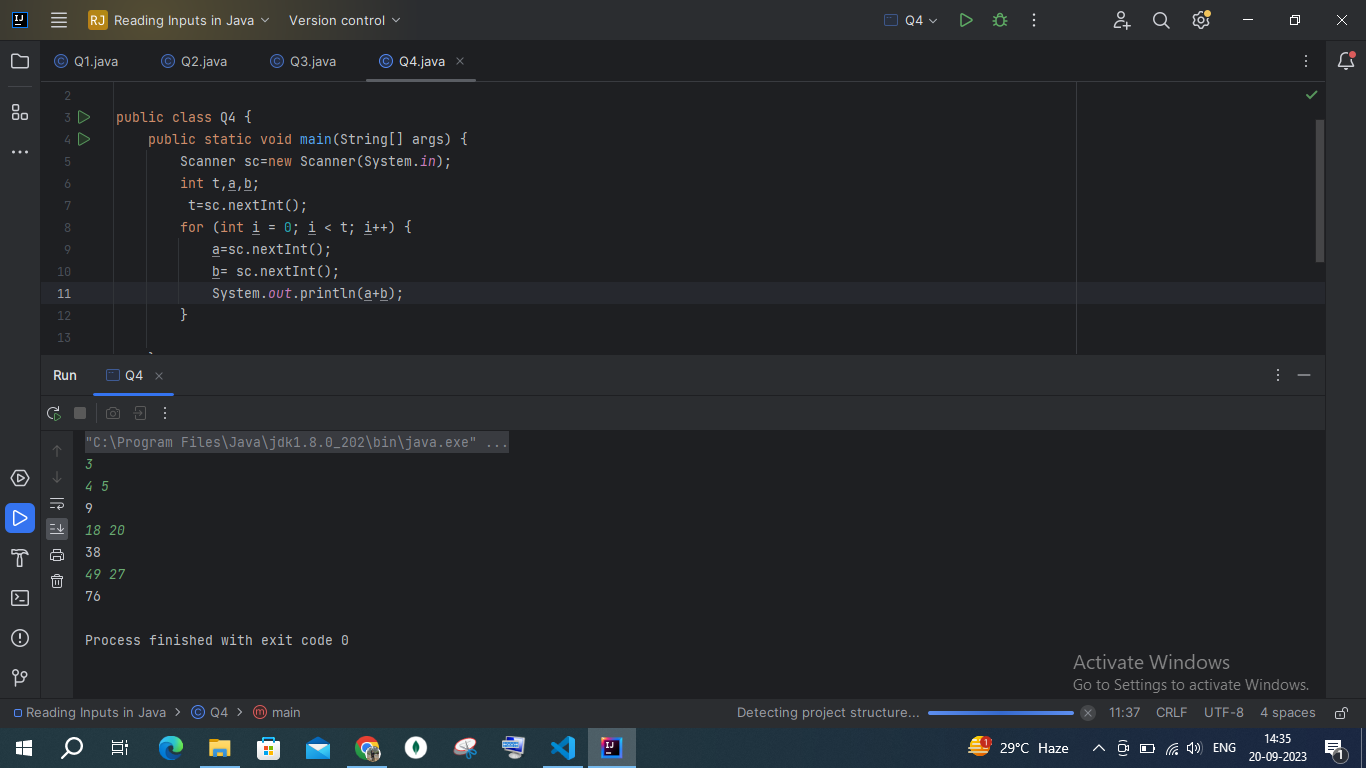 RJ Reading Inputs in Java Version control Q4
Q1.java Q2.java Q3.java Q4.java
2
3 public class Q4 {
4 public static void main(String[] args) {
5 Scanner sc=new Scanner(System.in);
6 int t,a,b;
7 t=sc.nextInt();
8 for (int i = 0; i < t; i++) {
9 a=sc.nextInt();
10 b= sc.nextInt();
11 System.out.println(a+b);
12 }
13
Run Q4
"C:\Program Files\Java\jdk1.8.0_202\bin\java.exe" ...
3
4 5
9
18 20
38
49 27
76
Process finished with exit code 0
Activate Windows
Go to Settings to activate Windows.
Reading Inputs in Java > Q4 > main Detecting project structure... 11:37 CRLF UTF-8 4 spaces
1 29°C Haze ENG 14:35
20-09-2023 1